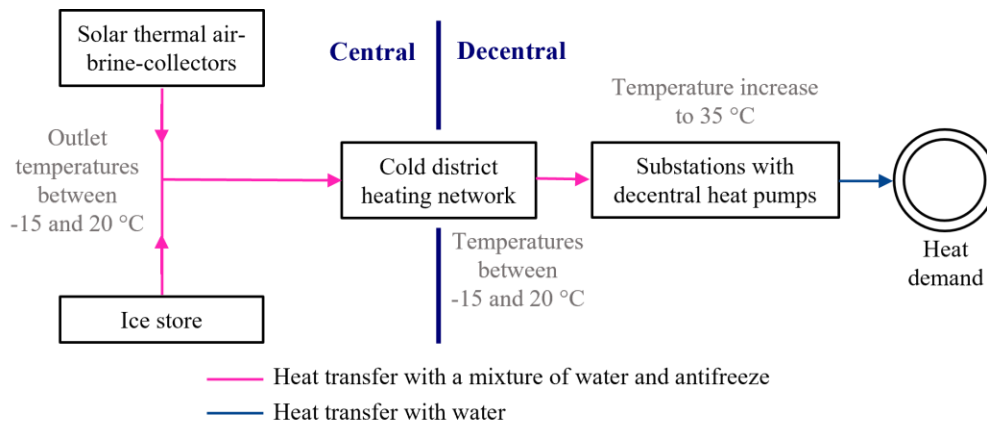 Solar thermal air-
brine-collectors
Central
Decentral
Outlet
temperatures
between
-15 and 20 °C
Cold district
heating network
Temperature increase
to 35 °C
Substations with
decentral heat pumps
Heat
demand
Temperatures
between
-15 and 20 °C
Ice store
Heat transfer with a mixture of water and antifreeze
Heat transfer with water